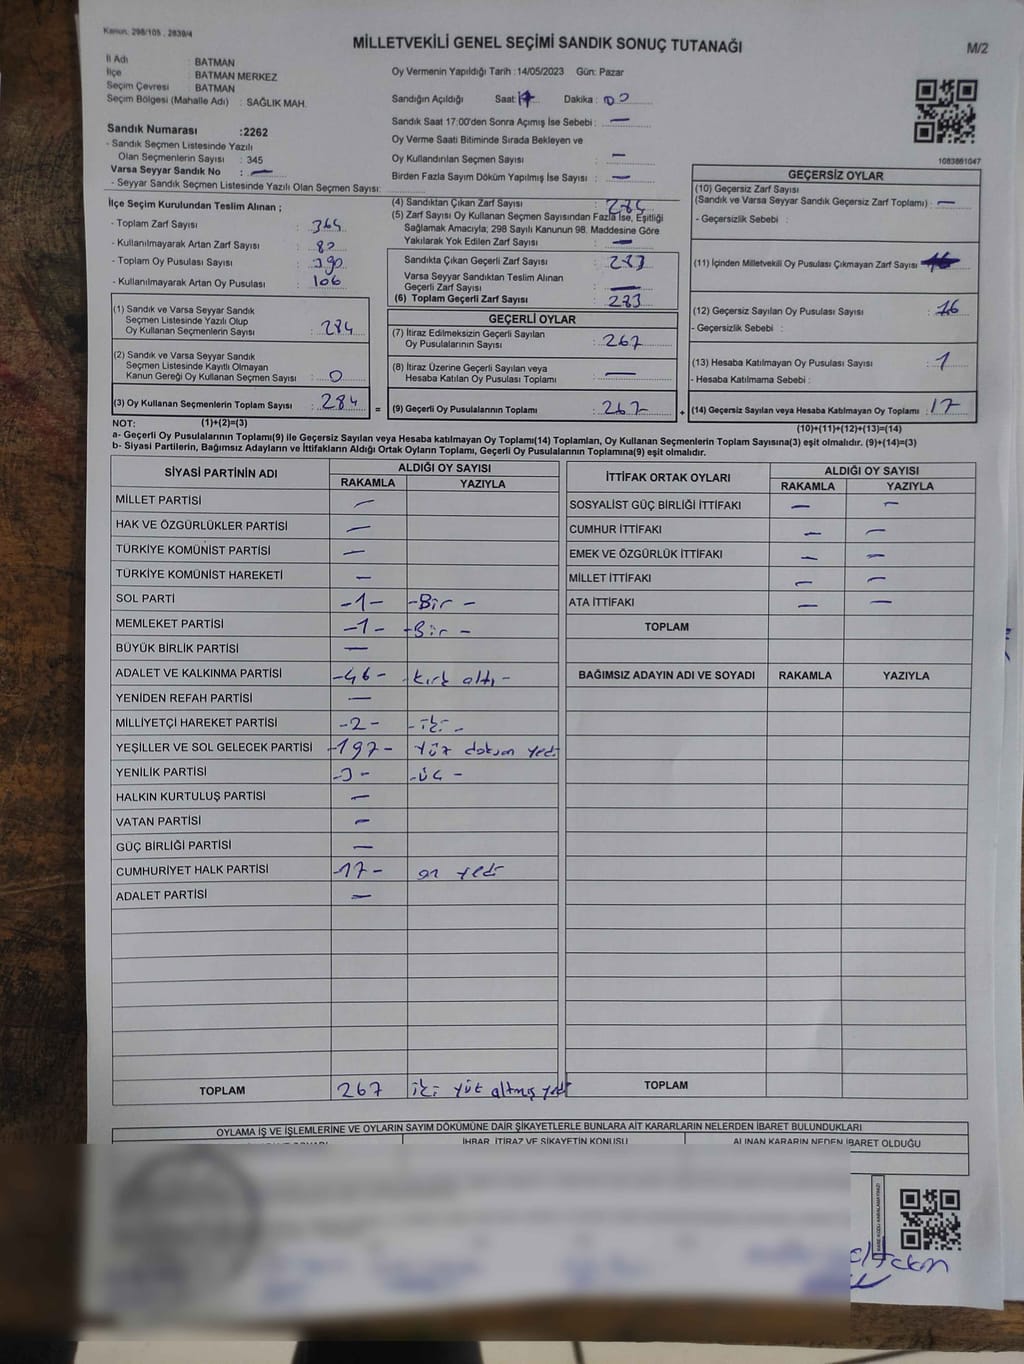 Kanun: 298/105, 2839/4
MİLLETVEKİLİ GENEL SEÇİMİ SANDIK SONUÇ TUTANAĞI
M/2
İl Adı : BATMAN
İlçe : BATMAN MERKEZ
Seçim Çevresi : BATMAN
Seçim Bölgesi (Mahalle Adı) : SAĞLIK MAH.
Sandık Numarası :2262
- Sandık Seçmen Listesinde Yazılı
Olan Seçmenlerin Sayısı : 345
Varsa Seyyar Sandık No : —
- Seyyar Sandık Seçmen Listesinde Yazılı Olan Seçmen Sayısı:
Oy Vermenin Yapıldığı Tarih :14/05/2023 Gün: Pazar
Sandığın Açıldığı Saat: Dakika : 00
Sandık Saat 17:00'den Sonra Açmış İse Sebebi : —
Oy Verme Saati Bitiminde Sırada Bekleyen ve
Oy Kullandırılan Seçmen Sayısı : —
Birden Fazla Sayım Döküm Yapılmış İse Sayısı : —
1083861047
İlçe Seçim Kurulundan Teslim Alınan ;
- Toplam Zarf Sayısı : 364
- Kullanılmayarak Artan Zarf Sayısı : 80
- Toplam Oy Pusulası Sayısı : 390
- Kullanılmayarak Artan Oy Pusulası : 106
(1) Sandık ve Varsa Seyyar Sandık
Seçmen Listesinde Yazılı Olup
Oy Kullanan Seçmenlerin Sayısı : 284
(2) Sandık ve Varsa Seyyar Sandık
Seçmen Listesinde Kayıtlı Olmayan
Kanun Gereği Oy Kullanan Seçmen Sayısı : 0
(3) Oy Kullanan Seçmenlerin Toplam Sayısı : 284 =
(4) Sandıktan Çıkan Zarf Sayısı : 284
(5) Zarf Sayısı Oy Kullanan Seçmen Sayısından Fazla İse, Eşitliği
Sağlamak Amacıyla; 298 Sayılı Kanunun 98. Maddesine Göre
Yakılarak Yok Edilen Zarf Sayısı : —
Sandıkta Çıkan Geçerli Zarf Sayısı : 283
Varsa Seyyar Sandıktan Teslim Alınan
Geçerli Zarf Sayısı : —
(6) Toplam Geçerli Zarf Sayısı : 283
GEÇERLİ OYLAR
(7) İtiraz Edilmeksizin Geçerli Sayılan
Oy Pusulalarının Sayısı : 267
(8) İtiraz Üzerine Geçerli Sayılan veya
Hesaba Katılan Oy Pusulası Toplamı : —
(9) Geçerli Oy Pusulalarının Toplamı : 267 +
GEÇERSİZ OYLAR
(10) Geçersiz Zarf Sayısı
(Sandık ve Varsa Seyyar Sandık Geçersiz Zarf Toplamı) : —
- Geçersizlik Sebebi :
(11) İçinden Milletvekili Oy Pusulası Çıkmayan Zarf Sayısı :
(12) Geçersiz Sayılan Oy Pusulası Sayısı : 16
- Geçersizlik Sebebi :
(13) Hesaba Katılmayan Oy Pusulası Sayısı : 1
- Hesaba Katılmama Sebebi :
(14) Geçersiz Sayılan veya Hesaba Katılmayan Oy Toplamı : 17
NOT: (1)+(2)=(3) (10)+(11)+(12)+(13)=(14)
a- Geçerli Oy Pusulalarının Toplamı(9) ile Geçersiz Sayılan veya Hesaba katılmayan Oy Toplamı(14) Toplamları, Oy Kullanan Seçmenlerin Toplam Sayısına(3) eşit olmalıdır. (9)+(14)=(3)
b- Siyasi Partilerin, Bağımsız Adayların ve İttifakların Aldığı Ortak Oyların Toplamı, Geçerli Oy Pusulalarının Toplamına(9) eşit olmalıdır.
SİYASİ PARTİNİN ADI ALDIĞI OY SAYISI
RAKAMLA YAZIYLA
MİLLET PARTİSİ —
HAK VE ÖZGÜRLÜKLER PARTİSİ —
TÜRKİYE KOMÜNİST PARTİSİ —
TÜRKİYE KOMÜNİST HAREKETİ —
SOL PARTİ -1- -Bir -
MEMLEKET PARTİSİ -1- -Bir -
BÜYÜK BİRLİK PARTİSİ —
ADALET VE KALKINMA PARTİSİ -46- -kırk altı-
YENİDEN REFAH PARTİSİ —
MİLLİYETÇİ HAREKET PARTİSİ -2- -iki-
YEŞİLLER VE SOL GELECEK PARTİSİ -197- yüz doksan yedi
YENİLİK PARTİSİ -3- -üç -
HALKIN KURTULUŞ PARTİSİ —
VATAN PARTİSİ —
GÜÇ BİRLİĞİ PARTİSİ —
CUMHURİYET HALK PARTİSİ -17- on yedi
ADALET PARTİSİ —
TOPLAM 267 iki yüz altmış yedi
İTTİFAK ORTAK OYLARI ALDIĞI OY SAYISI
RAKAMLA YAZIYLA
SOSYALİST GÜÇ BİRLİĞİ İTTİFAKI — —
CUMHUR İTTİFAKI — —
EMEK VE ÖZGÜRLÜK İTTİFAKI — —
MİLLET İTTİFAKI — —
ATA İTTİFAKI — —
TOPLAM
BAĞIMSIZ ADAYIN ADI VE SOYADI RAKAMLA YAZIYLA
TOPLAM
OYLAMA İŞ VE İŞLEMLERİNE VE OYLARIN SAYIM DÖKÜMÜNE DAİR ŞİKAYETLERLE BUNLARA AİT KARARLARIN NELERDEN İBARET BULUNDUKLARI
İHBAR, İTİRAZ VE ŞİKAYETİN KONUSU ALINAN KARARIN NEDEN İBARET OLDUĞU